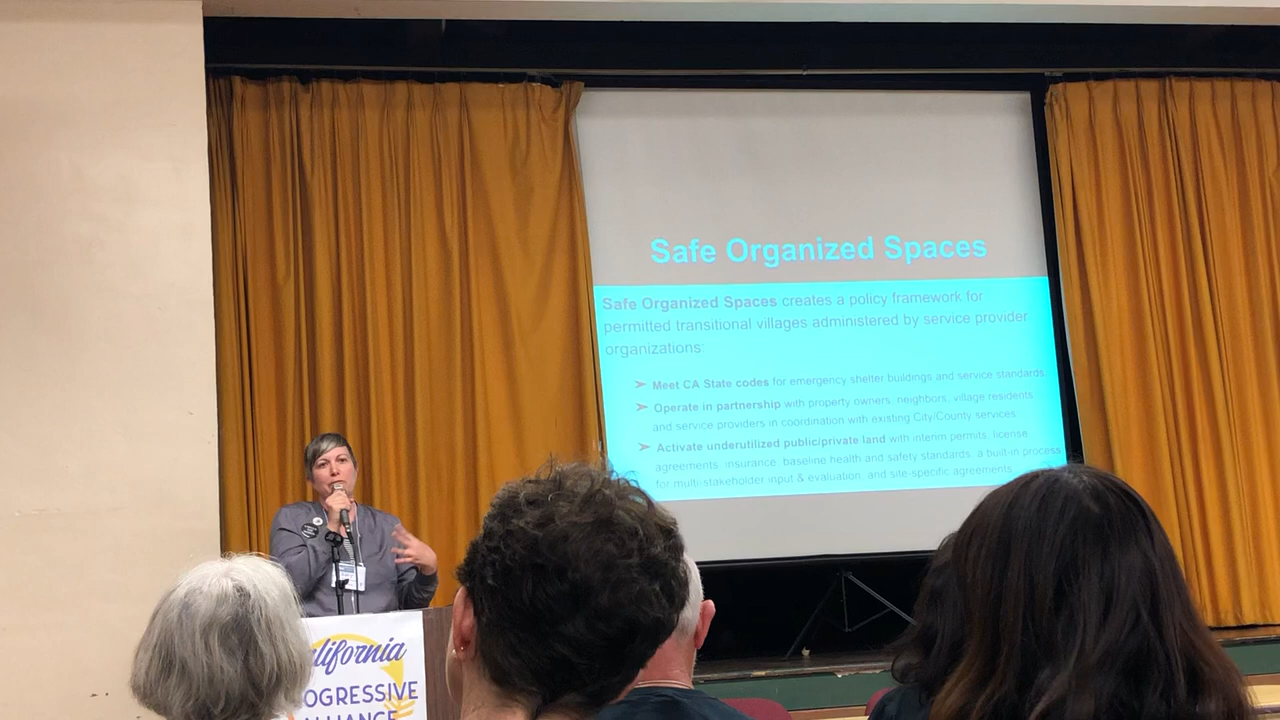 Safe Organized Spaces
Safe Organized Spaces creates a policy framework for
permitted transitional villages administered by service provider
organizations:
➤ Meet CA State codes for emergency shelter buildings and service standards
➤ Operate in partnership with property owners, neighbors, village residents
and service providers in coordination with existing City/County services
➤ Activate underutilized public/private land with interim permits, license
agreements, insurance, baseline health and safety standards, a built-in process
for multi-stakeholder input & evaluation, and site-specific agreements
lifornia
OGRESSIVE
LLIANCE